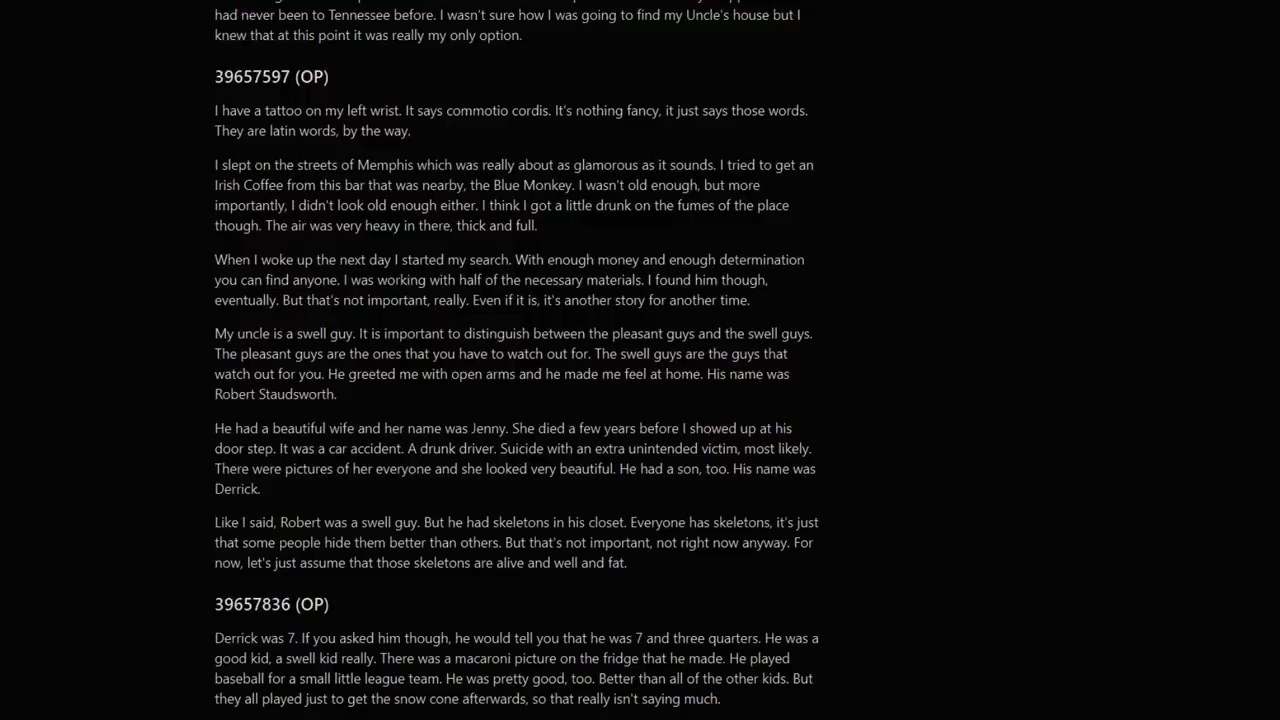 had never been to Tennessee before. I wasn't sure how I was going to find my Uncle's house but I
knew that at this point it was really my only option.
39657597 (OP)
I have a tattoo on my left wrist. It says commotio cordis. It's nothing fancy, it just says those words.
They are latin words, by the way.
I slept on the streets of Memphis which was really about as glamorous as it sounds. I tried to get an
Irish Coffee from this bar that was nearby, the Blue Monkey. I wasn't old enough, but more
importantly, I didn't look old enough either. I think I got a little drunk on the fumes of the place
though. The air was very heavy in there, thick and full.
When I woke up the next day I started my search. With enough money and enough determination
you can find anyone. I was working with half of the necessary materials. I found him though,
eventually. But that's not important, really. Even if it is, it's another story for another time.
My uncle is a swell guy. It is important to distinguish between the pleasant guys and the swell guys.
The pleasant guys are the ones that you have to watch out for. The swell guys are the guys that
watch out for you. He greeted me with open arms and he made me feel at home. His name was
Robert Staudsworth.
He had a beautiful wife and her name was Jenny. She died a few years before I showed up at his
door step. It was a car accident. A drunk driver. Suicide with an extra unintended victim, most likely.
There were pictures of her everyone and she looked very beautiful. He had a son, too. His name was
Derrick.
Like I said, Robert was a swell guy. But he had skeletons in his closet. Everyone has skeletons, it's just
that some people hide them better than others. But that's not important, not right now anyway. For
now, let's just assume that those skeletons are alive and well and fat.
39657836 (OP)
Derrick was 7. If you asked him though, he would tell you that he was 7 and three quarters. He was a
good kid, a swell kid really. There was a macaroni picture on the fridge that he made. He played
baseball for a small little league team. He was pretty good, too. Better than all of the other kids. But
they all played just to get the snow cone afterwards, so that really isn't saying much.